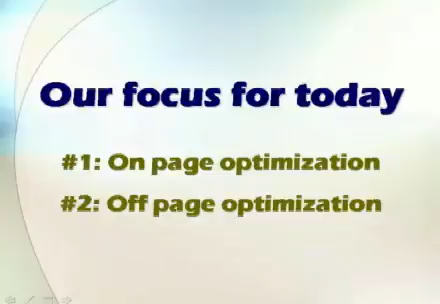 Our focus for today
#1: On page optimization
#2: Off page optimization